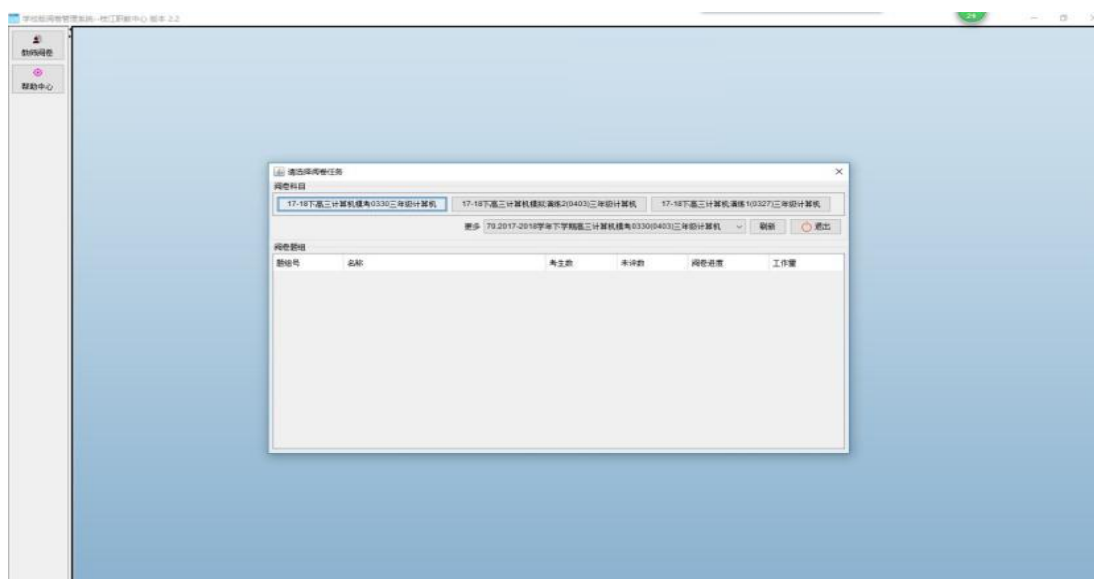 学校版阅卷管理系统--枝江职教中心 版本 2.2
24
教师阅卷
帮助中心
请选择阅卷任务
阅卷科目
17-18下高三计算机模考0330三年级计算机
17-18下高三计算机模拟演练2(0403)三年级计算机
17-18下高三计算机演练1(0327)三年级计算机
更多 79.2017-2018学年下学期高三计算机模考0330(0403)三年级计算机 刷新 退出
阅卷题组
题组号 名称 考生数 未评数 阅卷进度 工作量